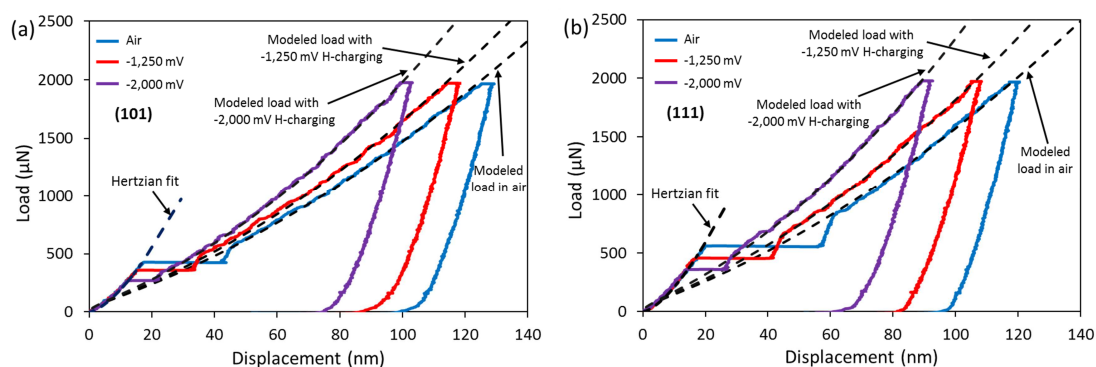 (a)
2500
2000
1500
1000
500
0
Load (μN)
Air
-1,250 mV
-2,000 mV
(101)
Modeled load with
-1,250 mV H-charging
Modeled load with
-2,000 mV H-charging
Hertzian fit
Modeled
load in air
0 20 40 60 80 100 120 140
Displacement (nm)
(b)
2500
2000
1500
1000
500
0
Load (μN)
Air
-1,250 mV
-2,000 mV
(111)
Modeled load with
-1,250 mV H-charging
Modeled load with
-2,000 mV H-charging
Hertzian fit
Modeled
load in air
0 20 40 60 80 100 120 140
Displacement (nm)